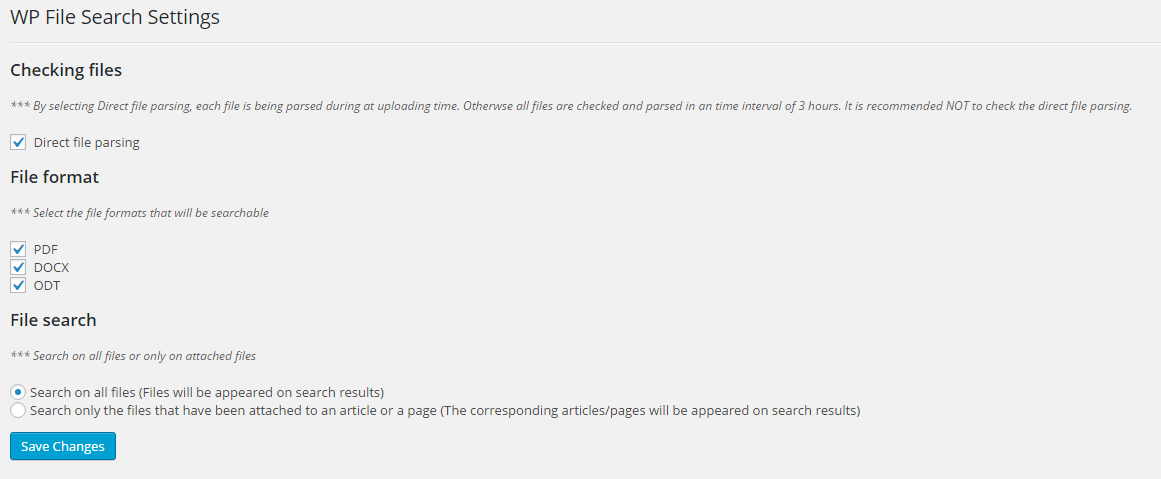 WP File Search Settings
Checking files
*** By selecting Direct file parsing, each file is being parsed during at uploading time. Otherwse all files are checked and parsed in an time interval of 3 hours. It is recommended NOT to check the direct file parsing.
Direct file parsing
File format
*** Select the file formats that will be searchable
PDF
DOCX
ODT
File search
*** Search on all files or only on attached files
Search on all files (Files will be appeared on search results)
Search only the files that have been attached to an article or a page (The corresponding articles/pages will be appeared on search results)
Save Changes